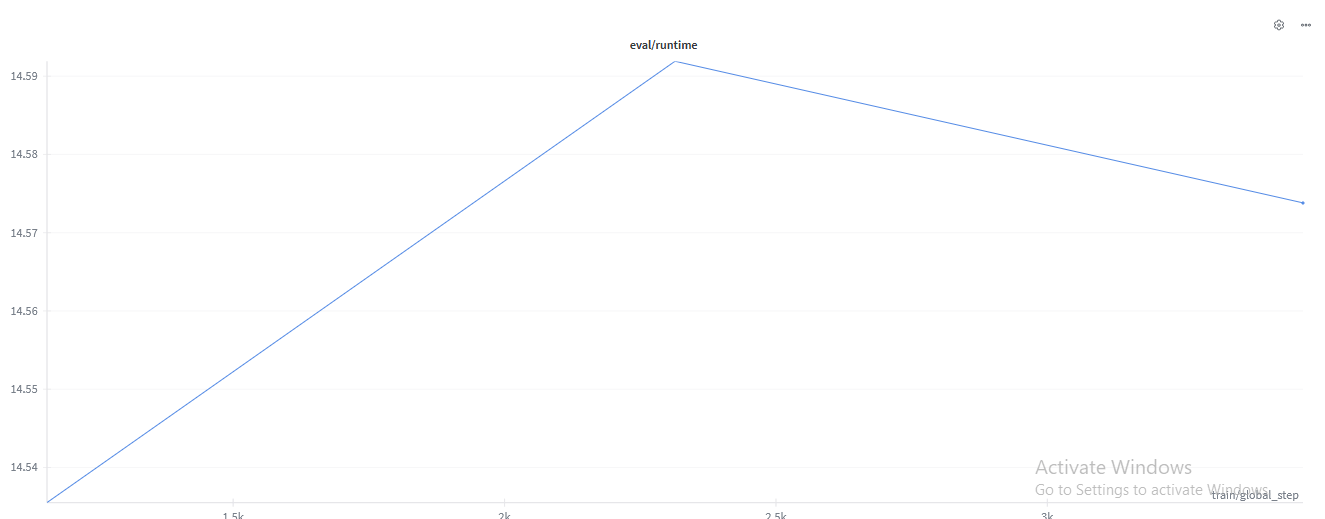 eval/runtime
14.59
14.58
14.57
14.56
14.55
14.54
Activate Windows
Go to Settings to activate Windows.
train/global_step
1.5k
2k
2.5k
3k